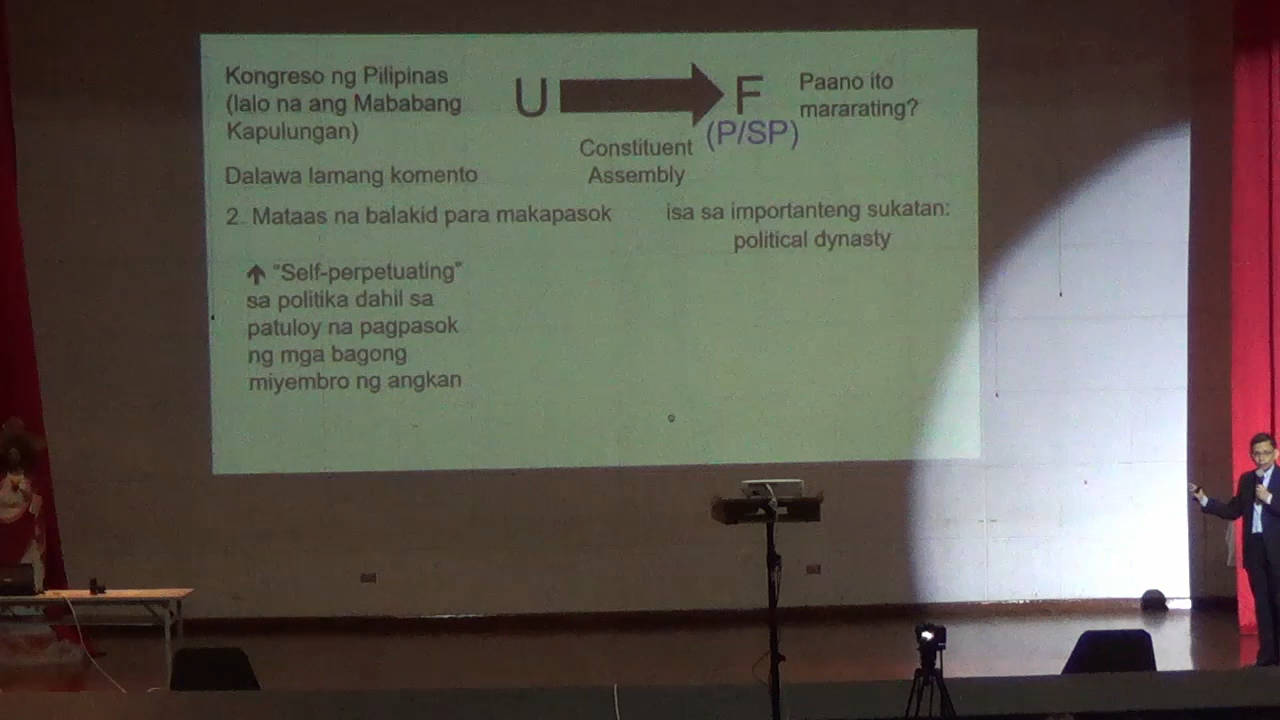 Kongreso ng Pilipinas
(lalo na ang Mababang
Kapulungan)
U
F
(P/SP)
Paano ito
mararating?
Constituent
Assembly
Dalawa lamang komento
2. Mataas na balakid para makapasok
isa sa importanteng sukatan:
political dynasty
↑ "Self-perpetuating"
sa politika dahil sa
patuloy na pagpasok
ng mga bagong
miyembro ng angkan